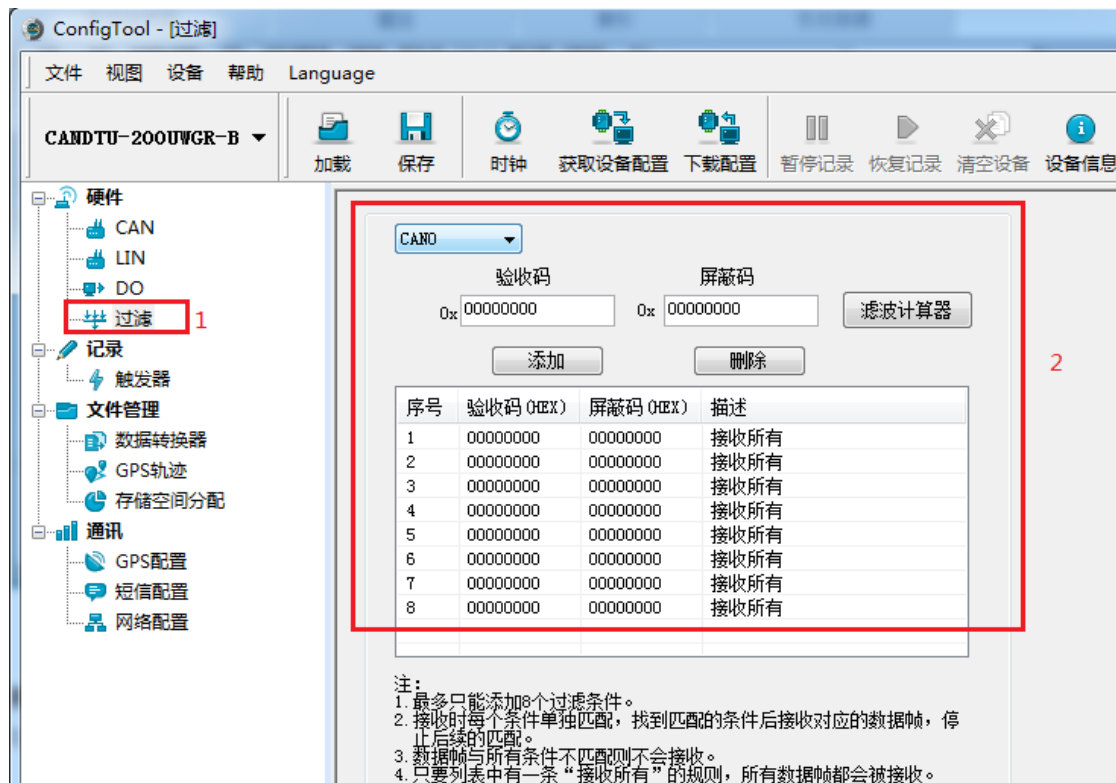 ConfigTool - [过滤]
文件 视图 设备 帮助 Language
CANDTU-200UWGR-B
加载 保存 时钟 获取设备配置 下载配置 暂停记录 恢复记录 清空设备 设备信息
硬件
CAN
LIN
DO
过滤 1
记录
触发器
文件管理
数据转换器
GPS轨迹
存储空间分配
通讯
GPS配置
短信配置
网络配置
CAN0
验收码 屏蔽码
0x 00000000 0x 00000000 滤波计算器
添加 删除
2
序号 验收码(HEX) 屏蔽码(HEX) 描述
1 00000000 00000000 接收所有
2 00000000 00000000 接收所有
3 00000000 00000000 接收所有
4 00000000 00000000 接收所有
5 00000000 00000000 接收所有
6 00000000 00000000 接收所有
7 00000000 00000000 接收所有
8 00000000 00000000 接收所有
注:
1.最多只能添加8个过滤条件。
2.接收时每个条件单独匹配，找到匹配的条件后接收对应的数据帧，停
止后续的匹配。
3.数据帧与所有条件不匹配则不会接收。
4.只要列表中有一条“接收所有”的规则，所有数据帧都会被接收。